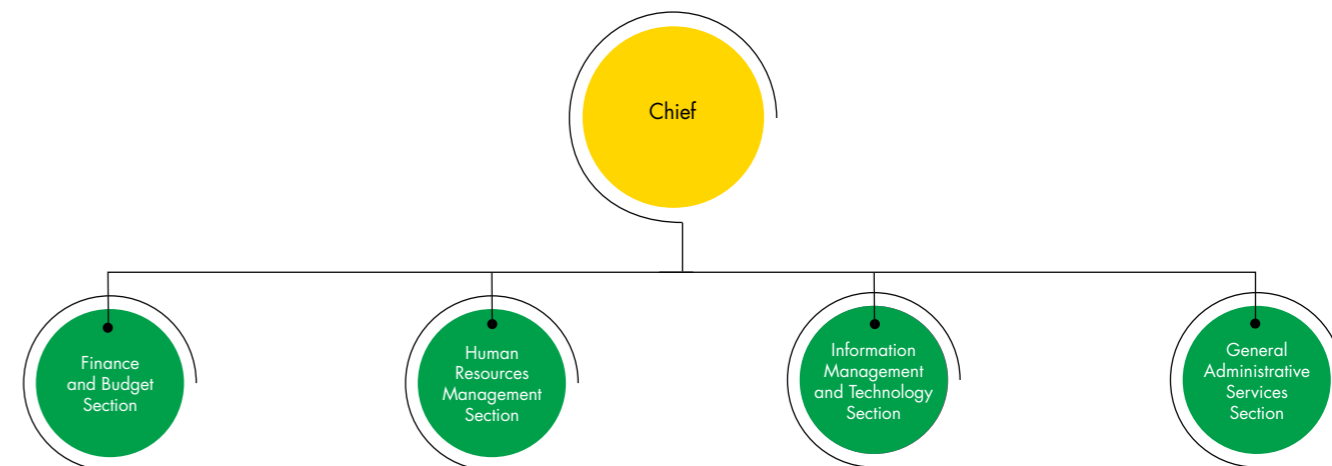 Chief
Finance
and Budget
Section
Human
Resources
Management
Section
Information
Management
and Technology
Section
General
Administrative
Services
Section